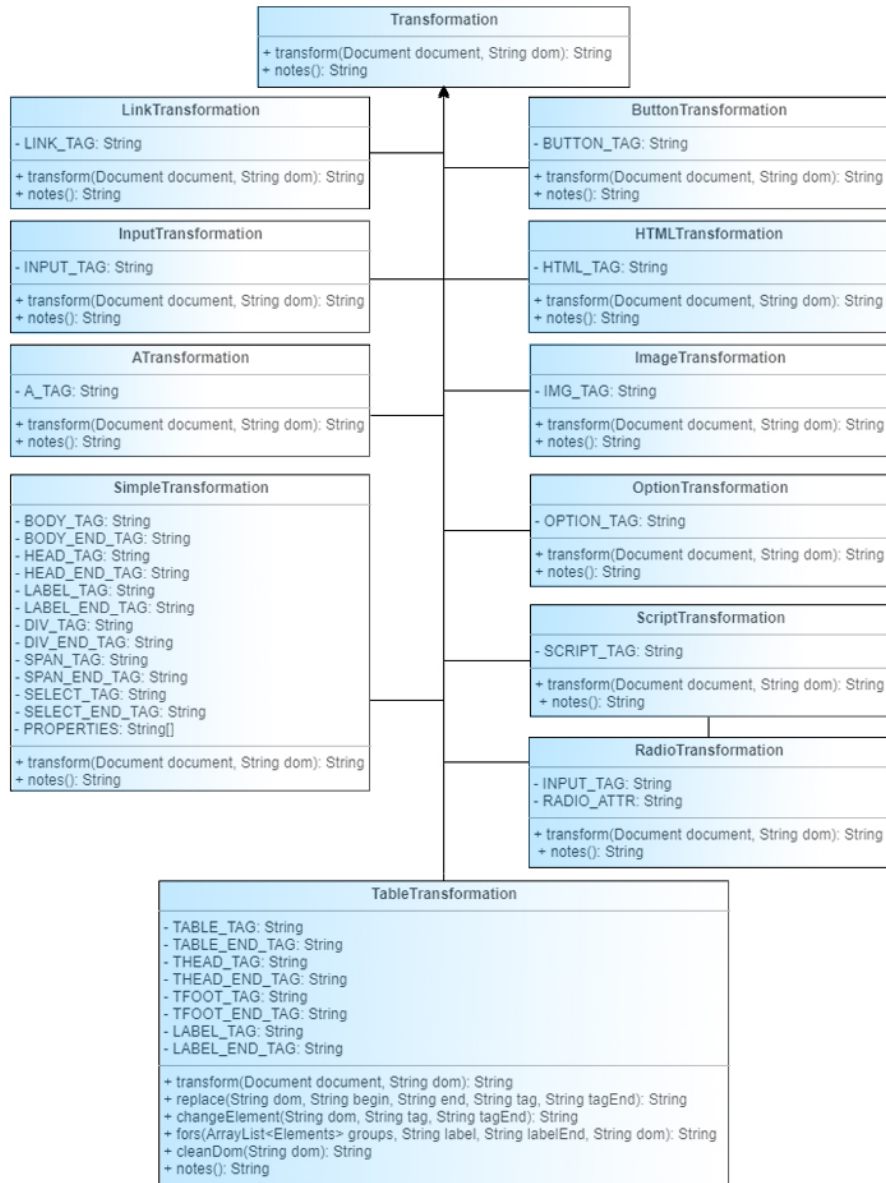 Transformation
+ transform(Document document, String dom): String
+ notes(): String
LinkTransformation
- LINK_TAG: String
+ transform(Document document, String dom): String
+ notes(): String
ButtonTransformation
- BUTTON_TAG: String
+ transform(Document document, String dom): String
+ notes(): String
InputTransformation
- INPUT_TAG: String
+ transform(Document document, String dom): String
+ notes(): String
HTMLTransformation
- HTML_TAG: String
+ transform(Document document, String dom): String
+ notes(): String
ATransformation
- A_TAG: String
+ transform(Document document, String dom): String
+ notes(): String
ImageTransformation
- IMG_TAG: String
+ transform(Document document, String dom): String
+ notes(): String
SimpleTransformation
- BODY_TAG: String
- BODY_END_TAG: String
- HEAD_TAG: String
- HEAD_END_TAG: String
- LABEL_TAG: String
- LABEL_END_TAG: String
- DIV_TAG: String
- DIV_END_TAG: String
- SPAN_TAG: String
- SPAN_END_TAG: String
- SELECT_TAG: String
- SELECT_END_TAG: String
- PROPERTIES: String[]
+ transform(Document document, String dom): String
+ notes(): String
OptionTransformation
- OPTION_TAG: String
+ transform(Document document, String dom): String
+ notes(): String
ScriptTransformation
- SCRIPT_TAG: String
+ transform(Document document, String dom): String
+ notes(): String
RadioTransformation
- INPUT_TAG: String
- RADIO_ATTR: String
+ transform(Document document, String dom): String
+ notes(): String
TableTransformation
- TABLE_TAG: String
- TABLE_END_TAG: String
- THEAD_TAG: String
- THEAD_END_TAG: String
- TFOOT_TAG: String
- TFOOT_END_TAG: String
- LABEL_TAG: String
- LABEL_END_TAG: String
+ transform(Document document, String dom): String
+ replace(String dom, String begin, String end, String tag, String tagEnd): String
+ changeElement(String dom, String tag, String tagEnd): String
+ fors(ArrayList<Elements> groups, String label, String labelEnd, String dom): String
+ cleanDom(String dom): String
+ notes(): String